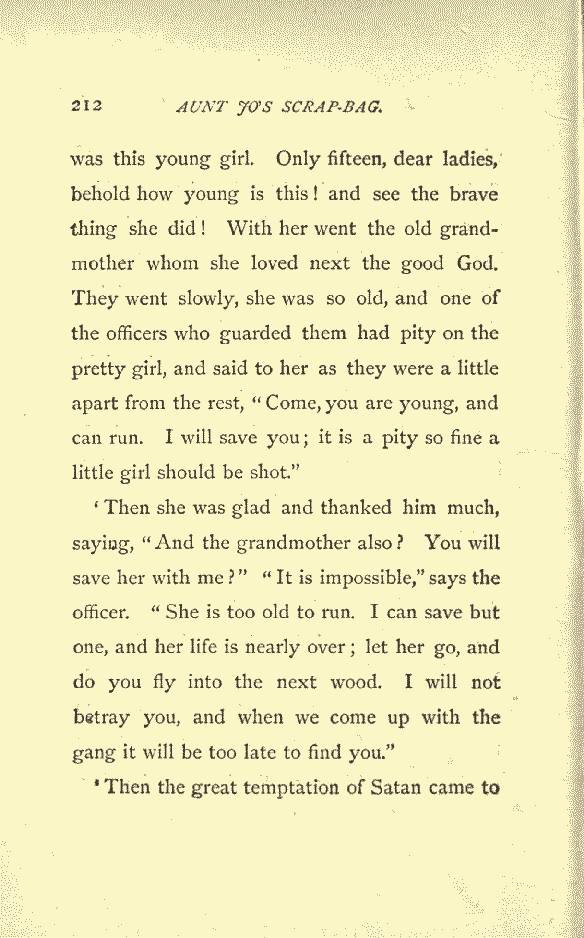 212 AUNT JO'S SCRAP-BAG.
was this young girl. Only fifteen, dear ladies,
behold how young is this! and see the brave
thing she did! With her went the old grand-
mother whom she loved next the good God.
They went slowly, she was so old, and one of
the officers who guarded them had pity on the
pretty girl, and said to her as they were a little
apart from the rest, "Come, you are young, and
can run. I will save you; it is a pity so fine a
little girl should be shot."
'Then she was glad and thanked him much,
saying, "And the grandmother also? You will
save her with me?" "It is impossible," says the
officer. "She is too old to run. I can save but
one, and her life is nearly over; let her go, and
do you fly into the next wood. I will not
betray you, and when we come up with the
gang it will be too late to find you."
'Then the great temptation of Satan came to